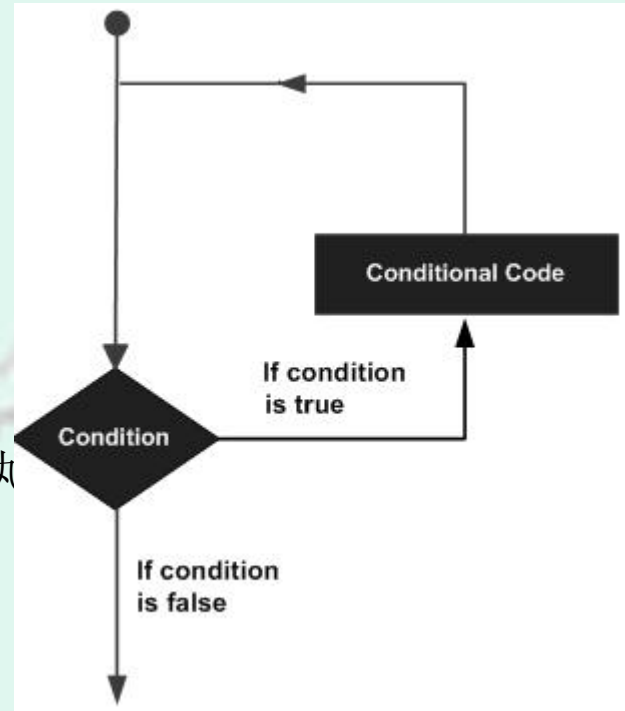 Conditional Code
If condition
is true
Condition
If condition
is false